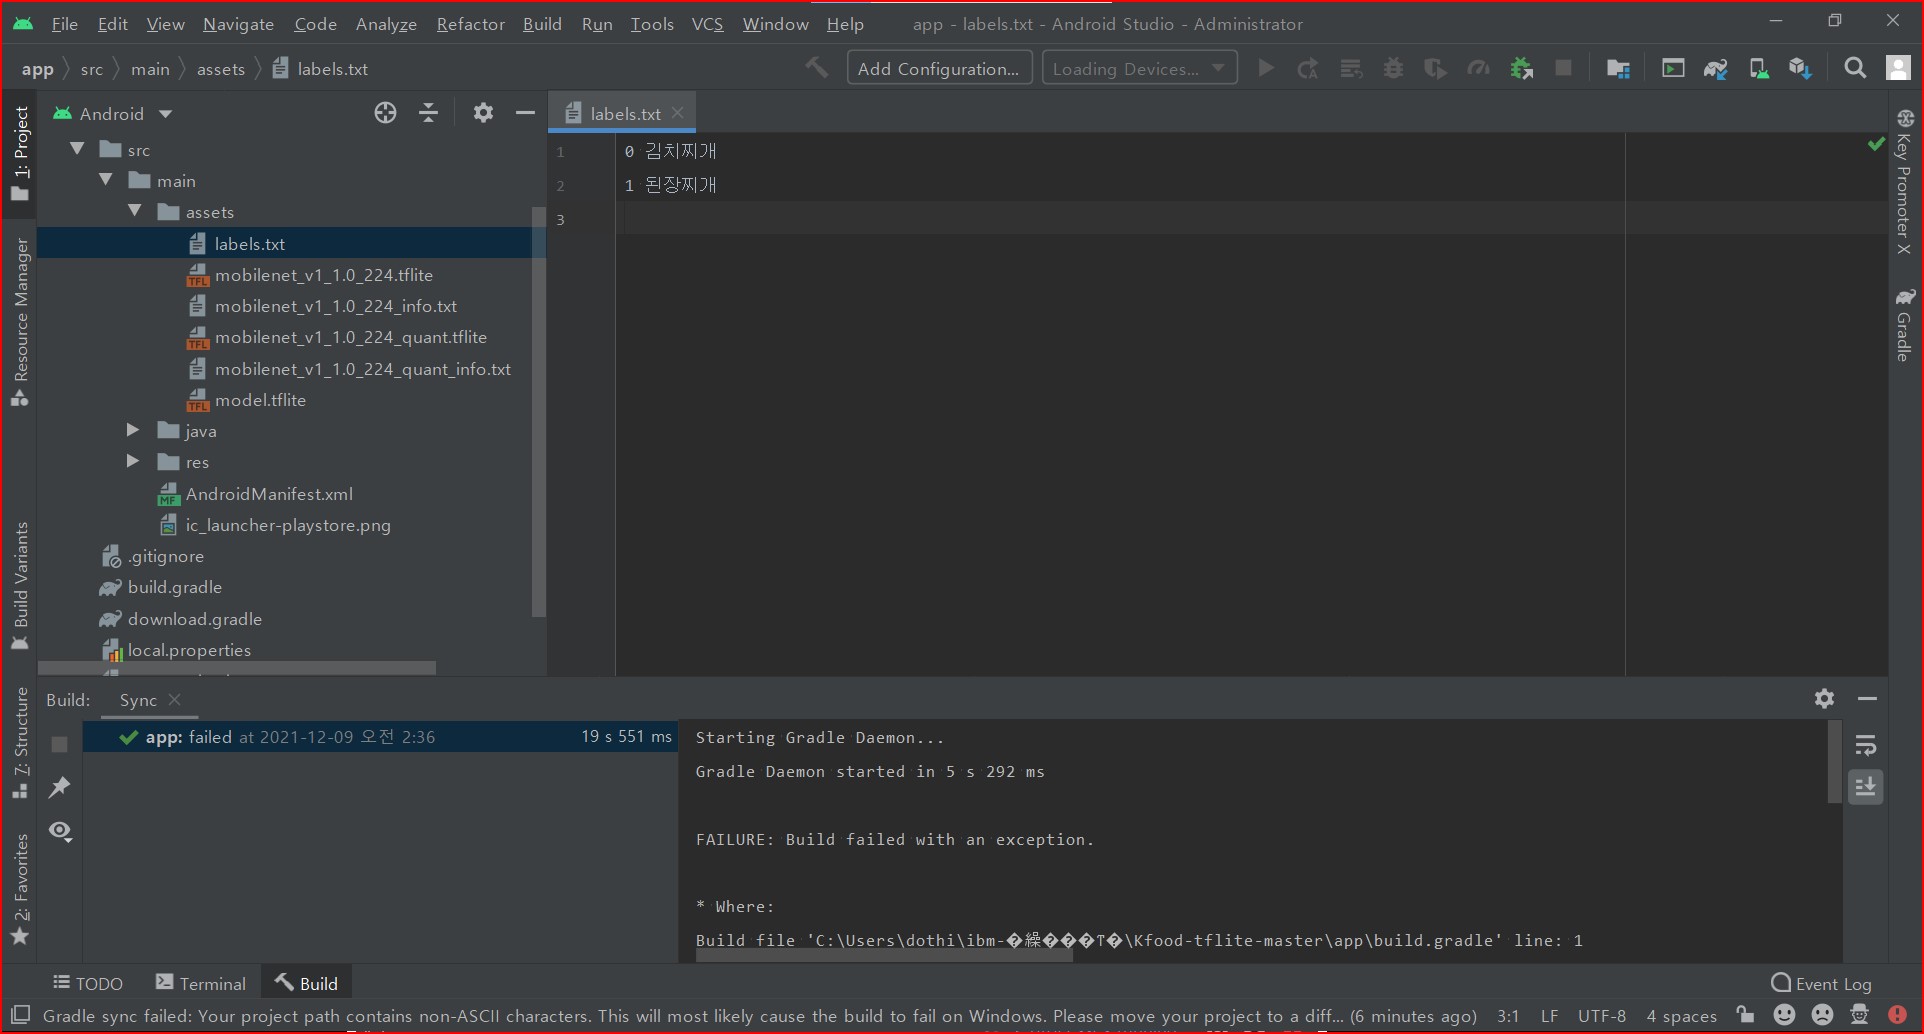 File Edit View Navigate Code Analyze Refactor Build Run Tools VCS Window Help app - labels.txt - Android Studio - Administrator
app src main assets labels.txt Add Configuration... Loading Devices...
1: Project
Resource Manager
Build Variants
7: Structure
2: Favorites
Android
src
main
assets
labels.txt
mobilenet_v1_1.0_224.tflite
mobilenet_v1_1.0_224_info.txt
mobilenet_v1_1.0_224_quant.tflite
mobilenet_v1_1.0_224_quant_info.txt
model.tflite
java
res
AndroidManifest.xml
ic_launcher-playstore.png
.gitignore
build.gradle
download.gradle
local.properties
labels.txt
1 0 김치찌개
2 1 된장찌개
3
Key Promoter X
Gradle
Build: Sync
app: failed at 2021-12-09 오전 2:36 19 s 551 ms
Starting Gradle Daemon...
Gradle Daemon started in 5 s 292 ms
FAILURE: Build failed with an exception.
* Where:
Build file 'C:\Users\dothi\ibm-�繰���Ͳ�\Kfood-tflite-master\app\build.gradle' line: 1
TODO Terminal Build Event Log
Gradle sync failed: Your project path contains non-ASCII characters. This will most likely cause the build to fail on Windows. Please move your project to a diff... (6 minutes ago) 3:1 LF UTF-8 4 spaces